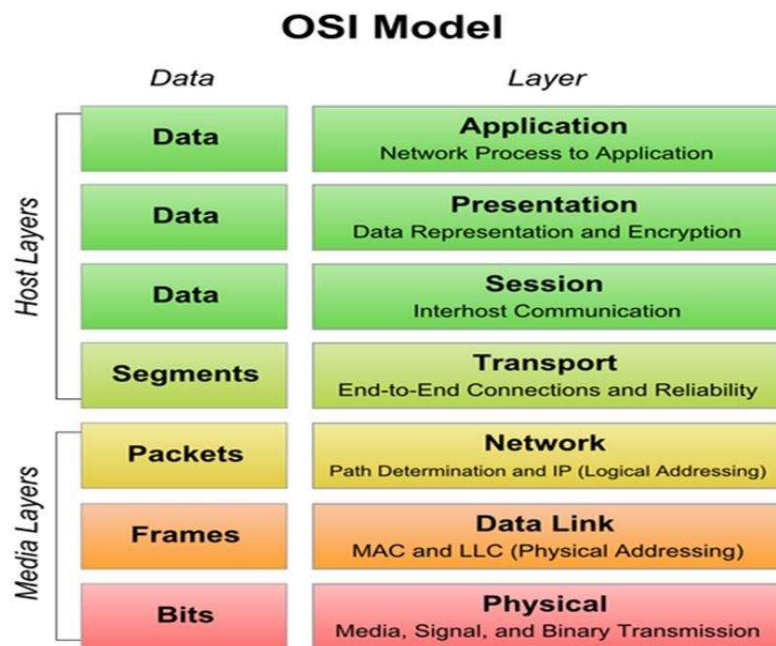 OSI Model
Data Layer
Host Layers
Data Application
Network Process to Application
Data Presentation
Data Representation and Encryption
Data Session
Interhost Communication
Segments Transport
End-to-End Connections and Reliability
Media Layers
Packets Network
Path Determination and IP (Logical Addressing)
Frames Data Link
MAC and LLC (Physical Addressing)
Bits Physical
Media, Signal, and Binary Transmission